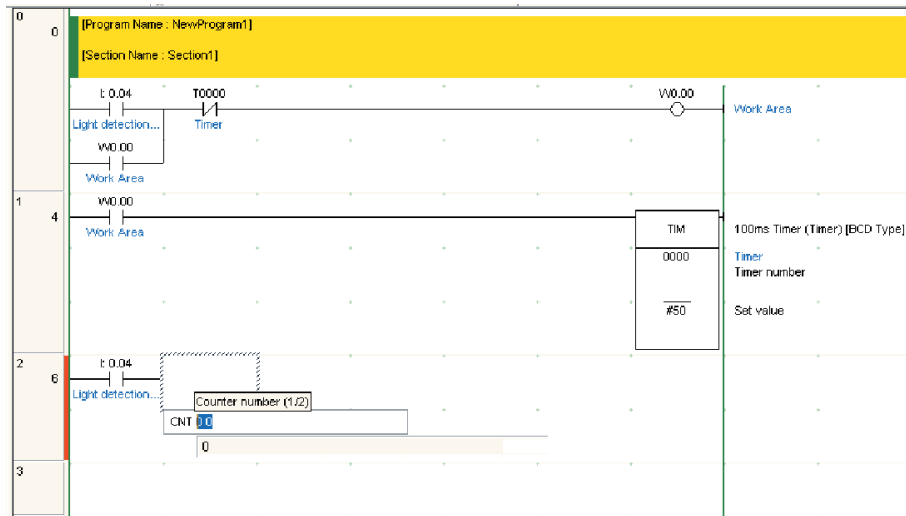 0
0
[Program Name : NewProgram1]
[Section Name : Section1]
I: 0.04 T0000 W0.00
Light detection... Timer Work Area
W0.00
Work Area
1
W0.00
4
Work Area TIM 100ms Timer (Timer) [BCD Type]
0000 Timer
Timer number
#50 Set value
2
I: 0.04
6
Light detection...
Counter number (1/2)
CNT 0 0
0
3